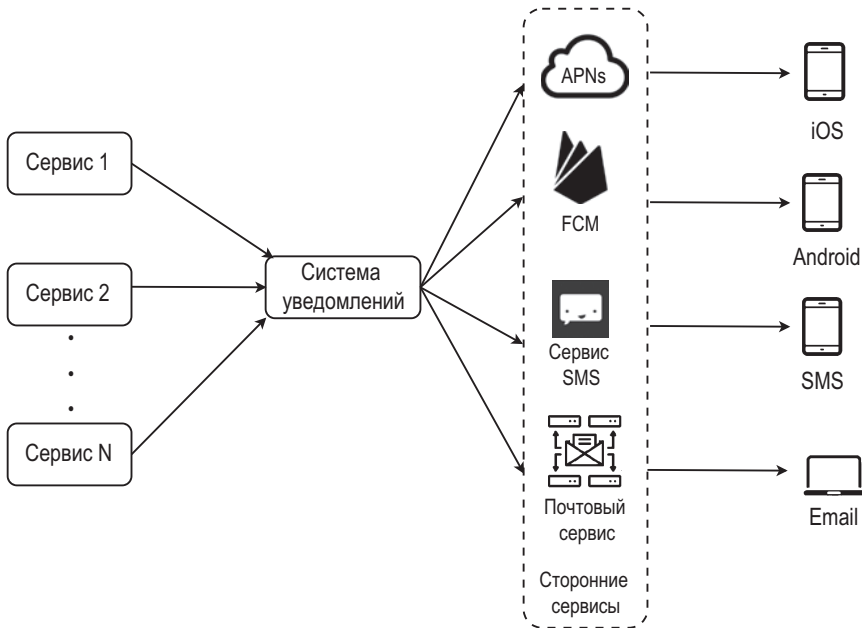 Сервис 1
Сервис 2
Сервис N
Система
уведомлений
APNs
FCM
Сервис
SMS
Почтовый
сервис
Сторонние
сервисы
iOS
Android
SMS
Email